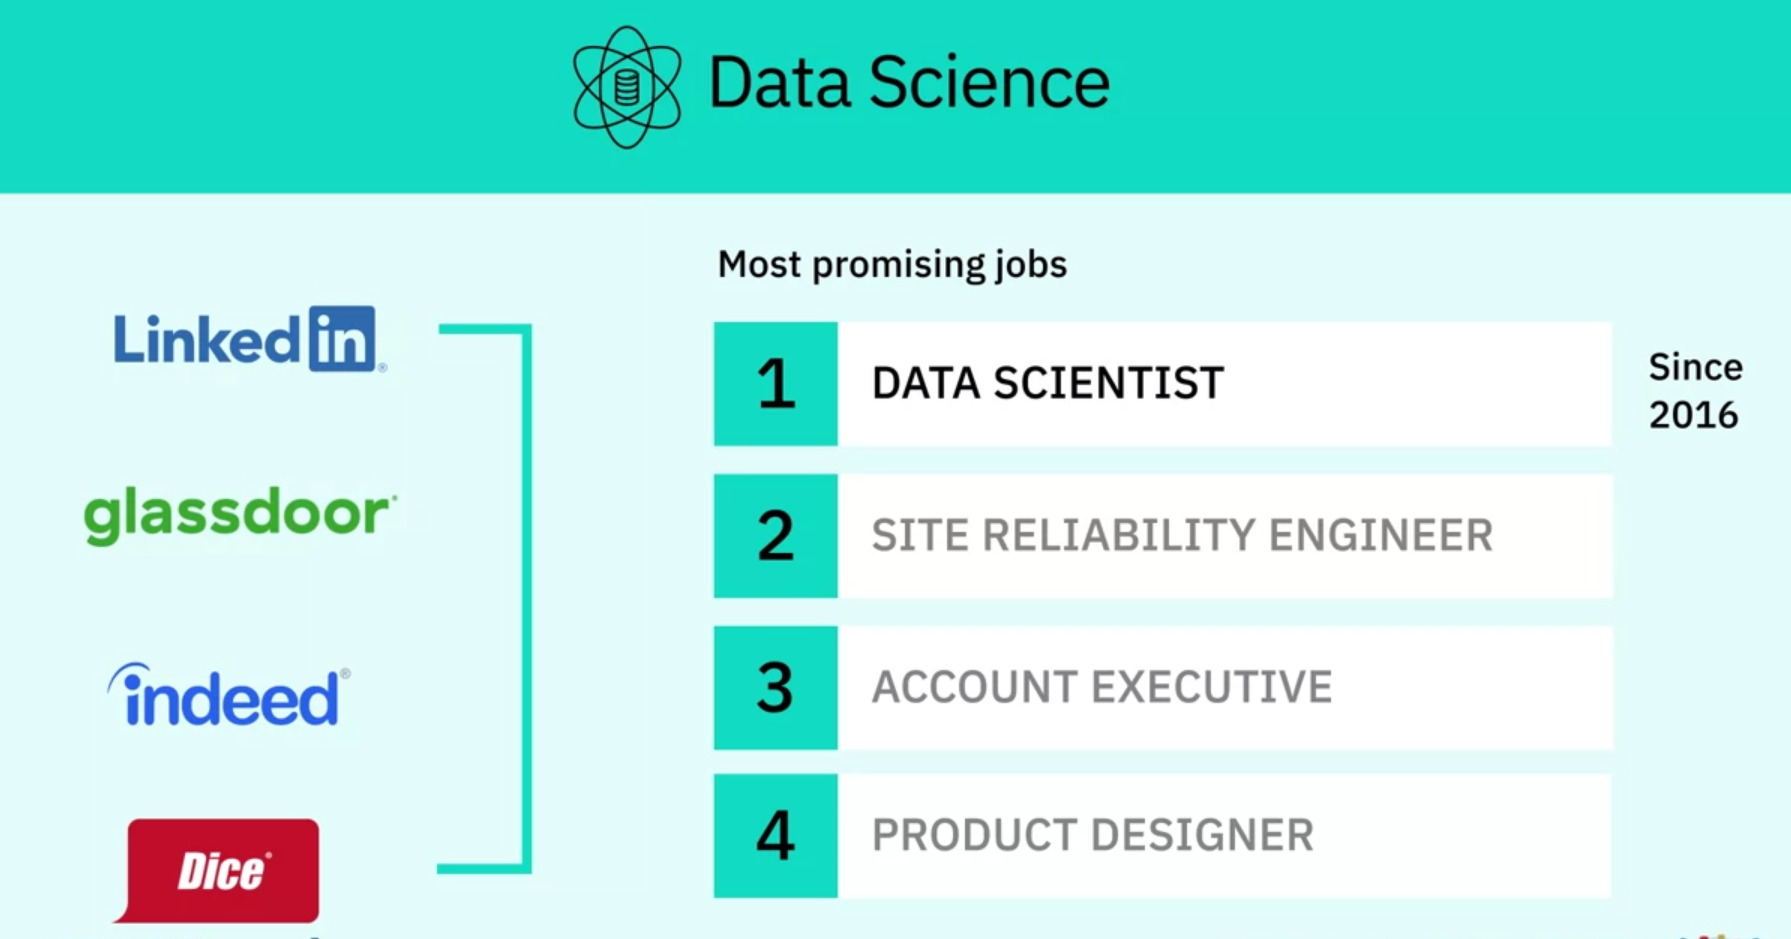 Data Science
Most promising jobs
LinkedIn
glassdoor
indeed
Dice
1 DATA SCIENTIST
Since
2016
2 SITE RELIABILITY ENGINEER
3 ACCOUNT EXECUTIVE
4 PRODUCT DESIGNER